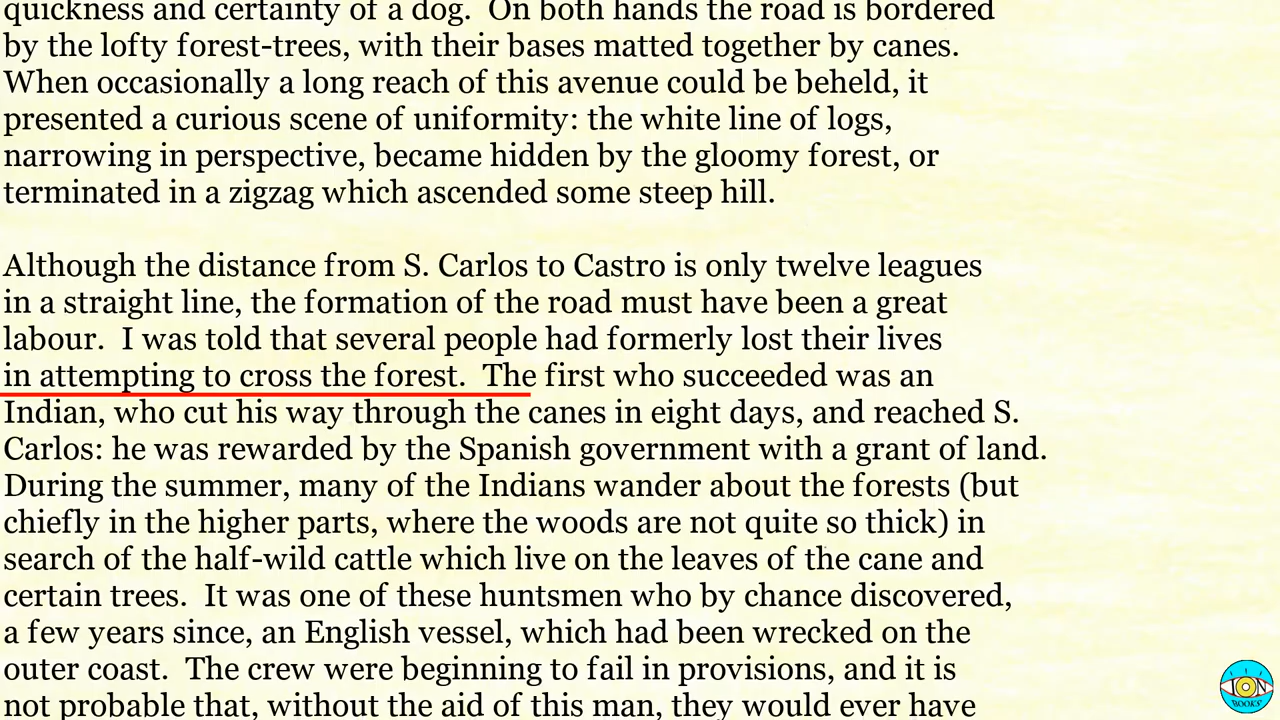 quickness and certainty of a dog.  On both hands the road is bordered
by the lofty forest-trees, with their bases matted together by canes.
When occasionally a long reach of this avenue could be beheld, it
presented a curious scene of uniformity: the white line of logs,
narrowing in perspective, became hidden by the gloomy forest, or
terminated in a zigzag which ascended some steep hill.
Although the distance from S. Carlos to Castro is only twelve leagues
in a straight line, the formation of the road must have been a great
labour.  I was told that several people had formerly lost their lives
in attempting to cross the forest.  The first who succeeded was an
Indian, who cut his way through the canes in eight days, and reached S.
Carlos: he was rewarded by the Spanish government with a grant of land.
During the summer, many of the Indians wander about the forests (but
chiefly in the higher parts, where the woods are not quite so thick) in
search of the half-wild cattle which live on the leaves of the cane and
certain trees.  It was one of these huntsmen who by chance discovered,
a few years since, an English vessel, which had been wrecked on the
outer coast.  The crew were beginning to fail in provisions, and it is
not probable that, without the aid of this man, they would ever have
ION
BOOKS